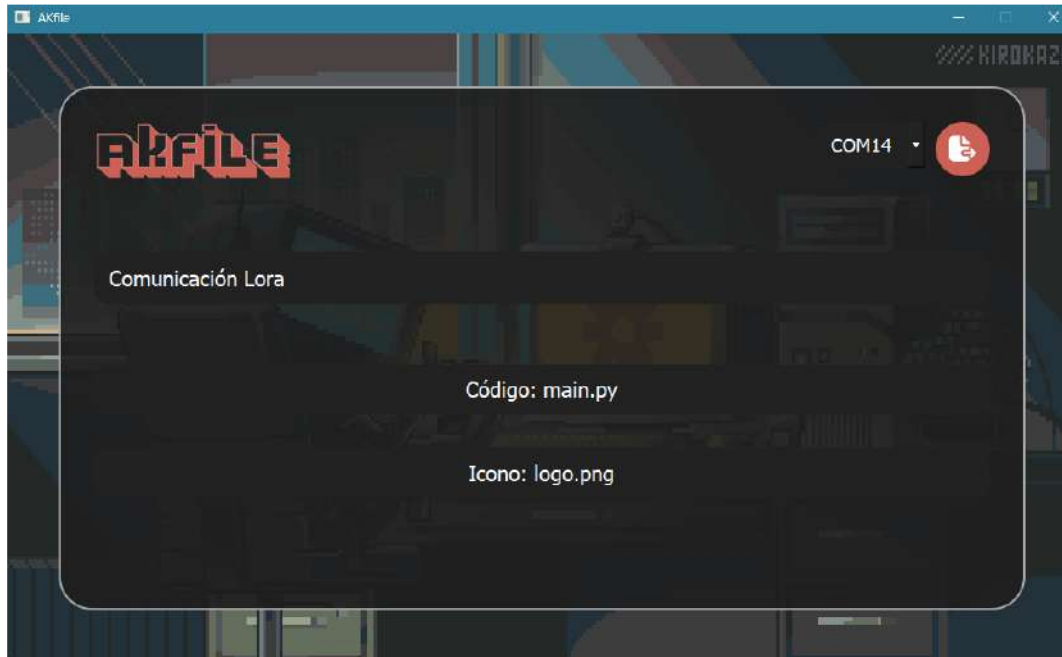 AKfile
//// KIROKAZ
AKFILE
COM14
Comunicación Lora
Código: main.py
Icono: logo.png